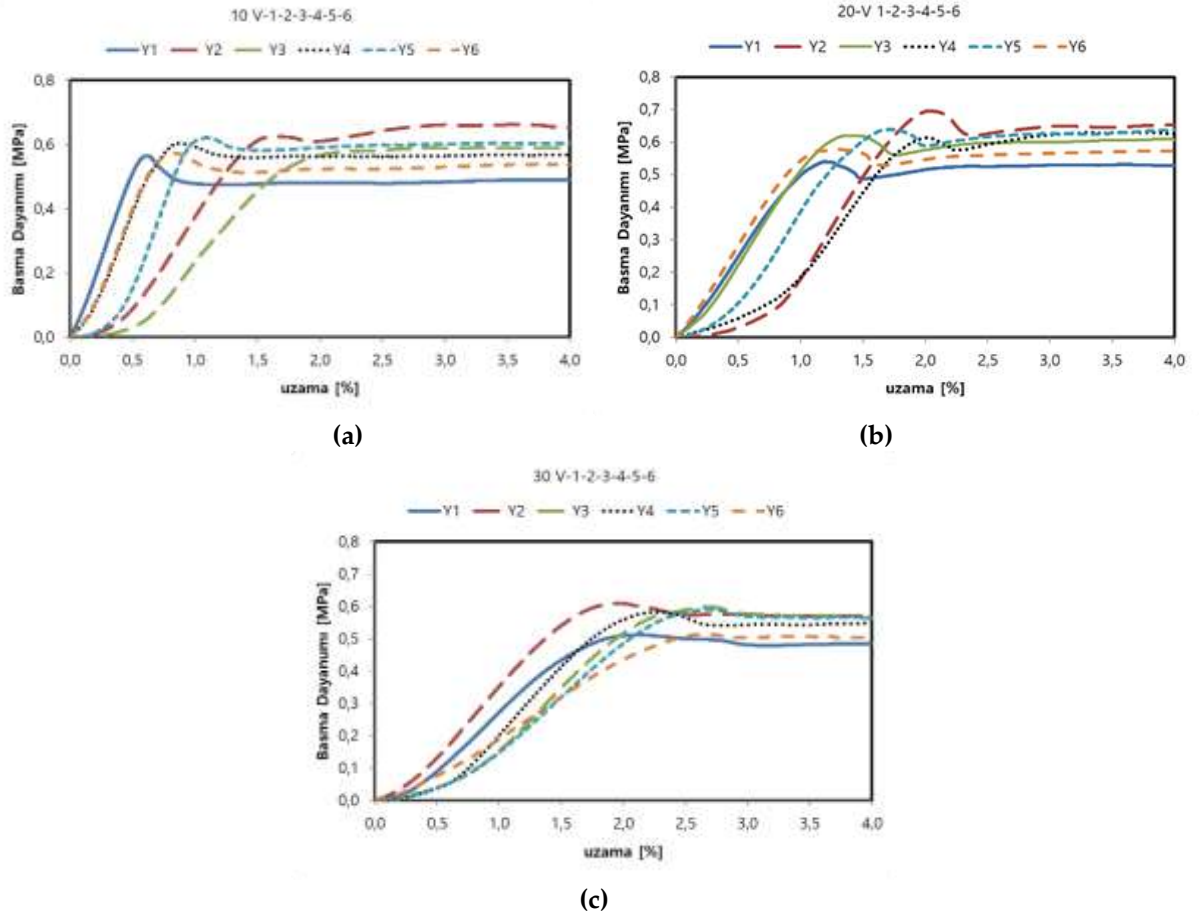 10 V-1-2-3-4-5-6
Y1 Y2 Y3 Y4 Y5 Y6
0,8
0,6
0,4
0,2
0,0
Basma Dayanımı [MPa]
0,0 0,5 1,0 1,5 2,0 2,5 3,0 3,5 4,0
uzama [%]
(a)
20-V 1-2-3-4-5-6
Y1 Y2 Y3 Y4 Y5 Y6
0,8
0,7
0,6
0,5
0,4
0,3
0,2
0,1
0,0
Basma Dayanımı [MPa]
0,0 0,5 1,0 1,5 2,0 2,5 3,0 3,5 4,0
uzama [%]
(b)
30 V-1-2-3-4-5-6
Y1 Y2 Y3 Y4 Y5 Y6
0,8
0,7
0,6
0,5
0,4
0,3
0,2
0,1
0,0
Basma Dayanımı [MPa]
0,0 0,5 1,0 1,5 2,0 2,5 3,0 3,5 4,0
uzama [%]
(c)